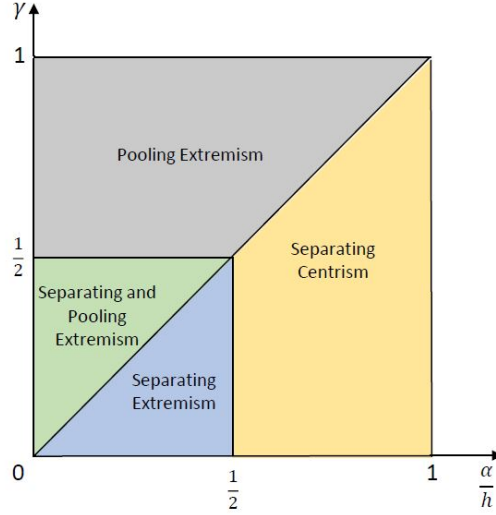 γ
1
Pooling Extremism
1
2
Separating
Centrism
Separating and
Pooling
Extremism
Separating
Extremism
0
1
2
1
α
h